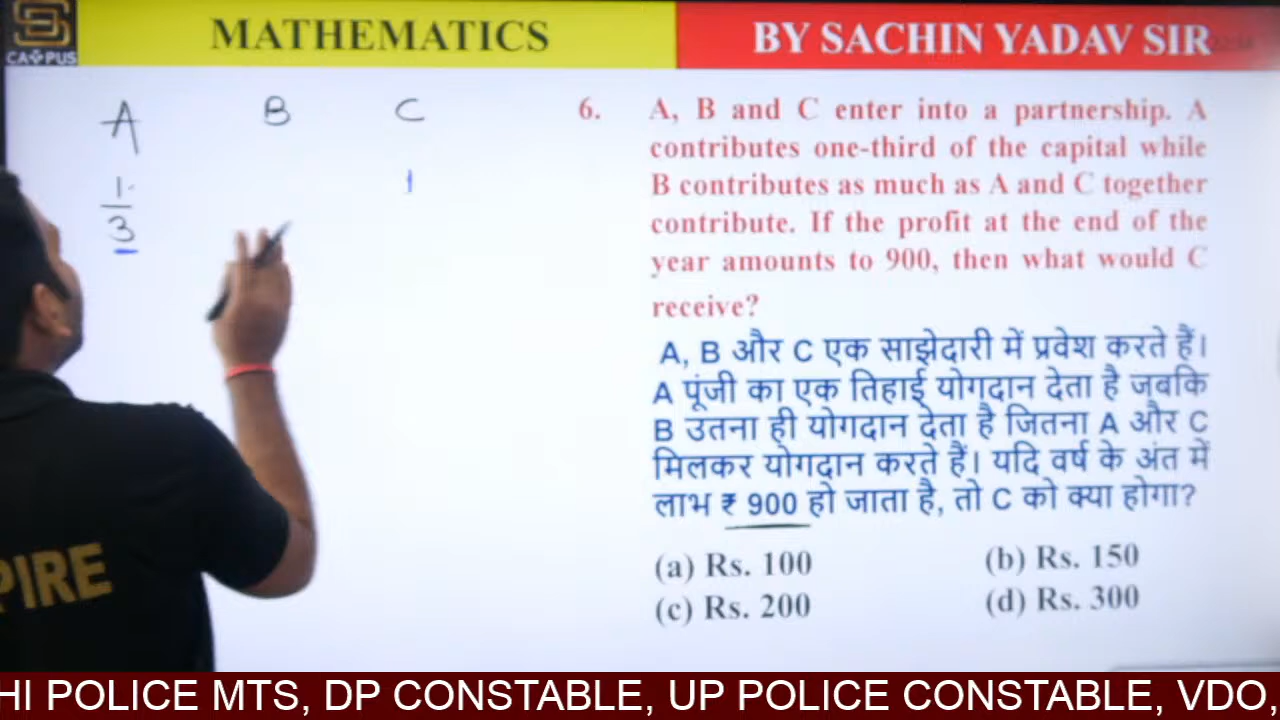 CAMPUS
MATHEMATICS
BY SACHIN YADAV SIR
A B C
1/3 1
6. A, B and C enter into a partnership. A
contributes one-third of the capital while
B contributes as much as A and C together
contribute. If the profit at the end of the
year amounts to 900, then what would C
receive?
A, B और C एक साझेदारी में प्रवेश करते हैं।
A पूंजी का एक तिहाई योगदान देता है जबकि
B उतना ही योगदान देता है जितना A और C
मिलकर योगदान करते हैं। यदि वर्ष के अंत में
लाभ ₹ 900 हो जाता है, तो C को क्या होगा?
(a) Rs. 100 (b) Rs. 150
(c) Rs. 200 (d) Rs. 300
PIRE
HI POLICE MTS, DP CONSTABLE, UP POLICE CONSTABLE, VDO,